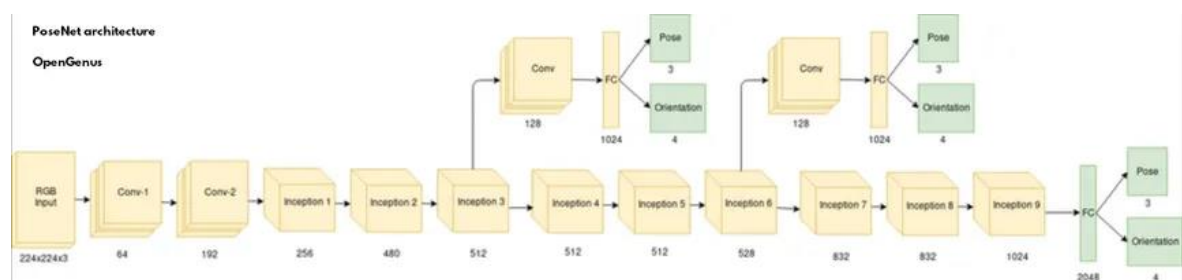 PoseNet architecture
OpenGenus
Conv
128
FC
1024
Pose
3
Orientation
4
Conv
128
FC
1024
Pose
3
Orientation
4
RGB
Input
224x224x3
Conv-1
64
Conv-2
192
Inception 1
256
Inception 2
480
Inception 3
512
Inception 4
512
Inception 5
512
Inception 6
528
Inception 7
832
Inception 8
832
Inception 9
1024
FC
2048
Pose
3
Orientation
4